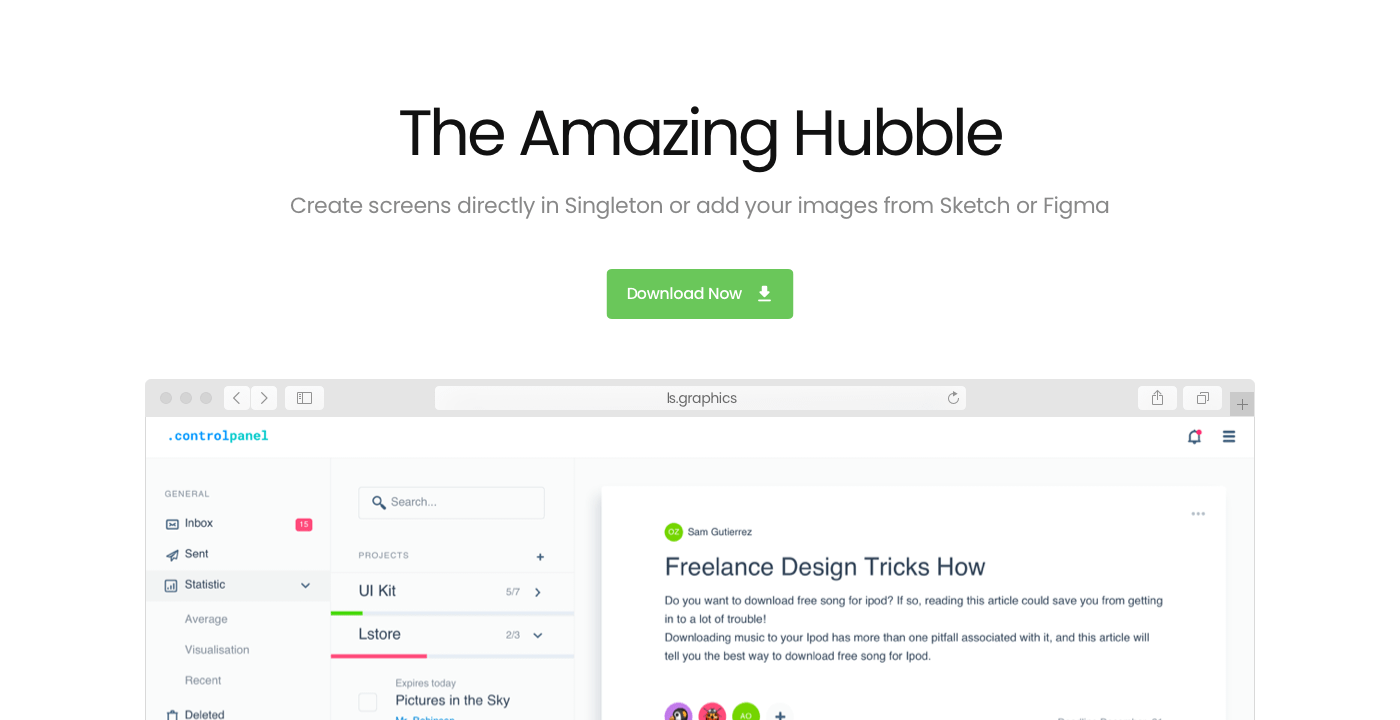 The Amazing Hubble
Create screens directly in Singleton or add your images from Sketch or Figma
Download Now
ls.graphics
.controlpanel
GENERAL
Inbox 15
Sent
Statistic
Average
Visualisation
Recent
Deleted
Search...
PROJECTS
UI Kit 5/7
Lstore 2/3
Expires today
Pictures in the Sky
Mr. Robinson
OZ Sam Gutierrez
Freelance Design Tricks How
Do you want to download free song for ipod? If so, reading this article could save you from getting
in to a lot of trouble!
Downloading music to your Ipod has more than one pitfall associated with it, and this article will
tell you the best way to download free song for Ipod.
AO